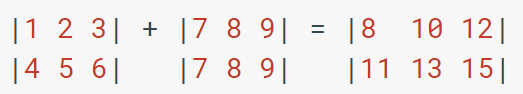 |1 2 3| + |7 8 9| = |8  10 12|
|4 5 6|   |7 8 9|   |11 13 15|